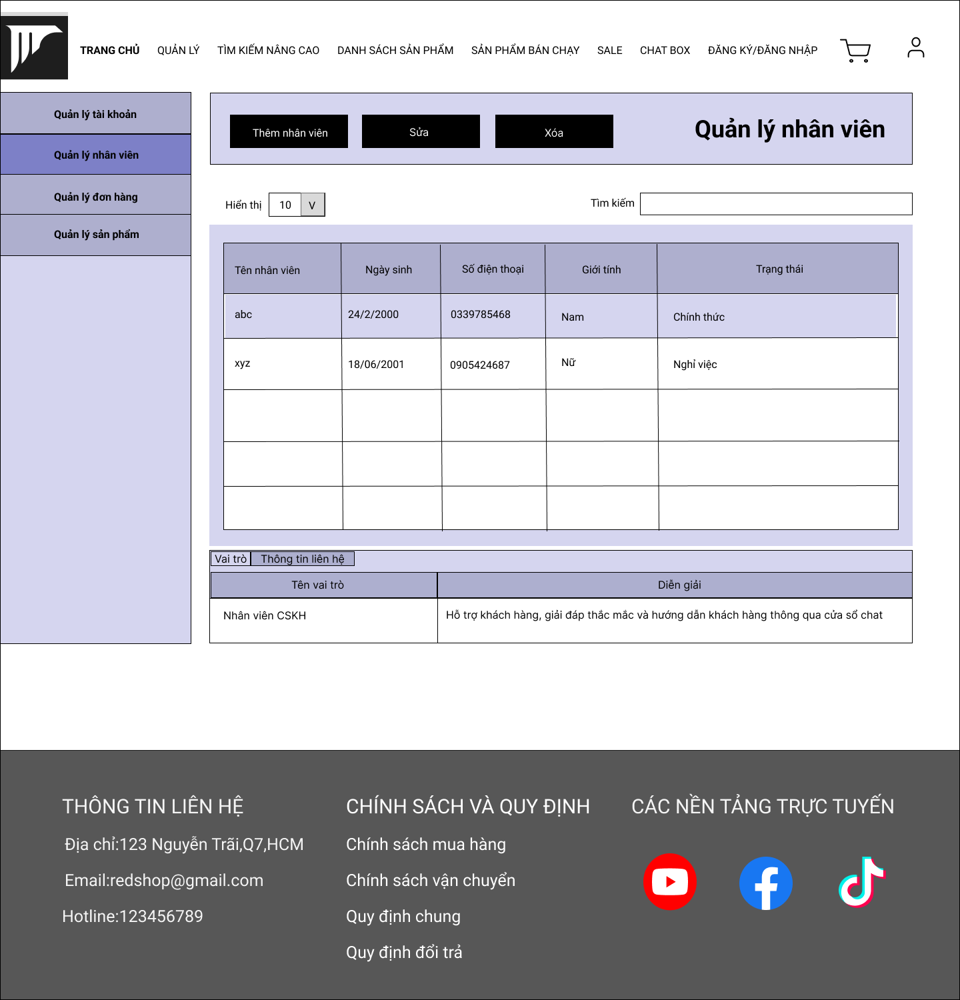 TRANG CHỦ QUẢN LÝ TÌM KIẾM NÂNG CAO DANH SÁCH SẢN PHẨM SẢN PHẨM BÁN CHẠY SALE CHAT BOX ĐĂNG KÝ/ĐĂNG NHẬP
Quản lý tài khoản
Quản lý nhân viên
Quản lý đơn hàng
Quản lý sản phẩm
Thêm nhân viên Sửa Xóa Quản lý nhân viên
Hiển thị 10 V Tìm kiếm
Tên nhân viên Ngày sinh Số điện thoại Giới tính Trạng thái
abc 24/2/2000 0339785468 Nam Chính thức
xyz 18/06/2001 0905424687 Nữ Nghỉ việc
Vai trò Thông tin liên hệ
Tên vai trò Diễn giải
Nhân viên CSKH Hỗ trợ khách hàng, giải đáp thắc mắc và hướng dẫn khách hàng thông qua cửa sổ chat
THÔNG TIN LIÊN HỆ
Địa chỉ:123 Nguyễn Trãi,Q7,HCM
Email:redshop@gmail.com
Hotline:123456789
CHÍNH SÁCH VÀ QUY ĐỊNH
Chính sách mua hàng
Chính sách vận chuyển
Quy định chung
Quy định đổi trả
CÁC NỀN TẢNG TRỰC TUYẾN